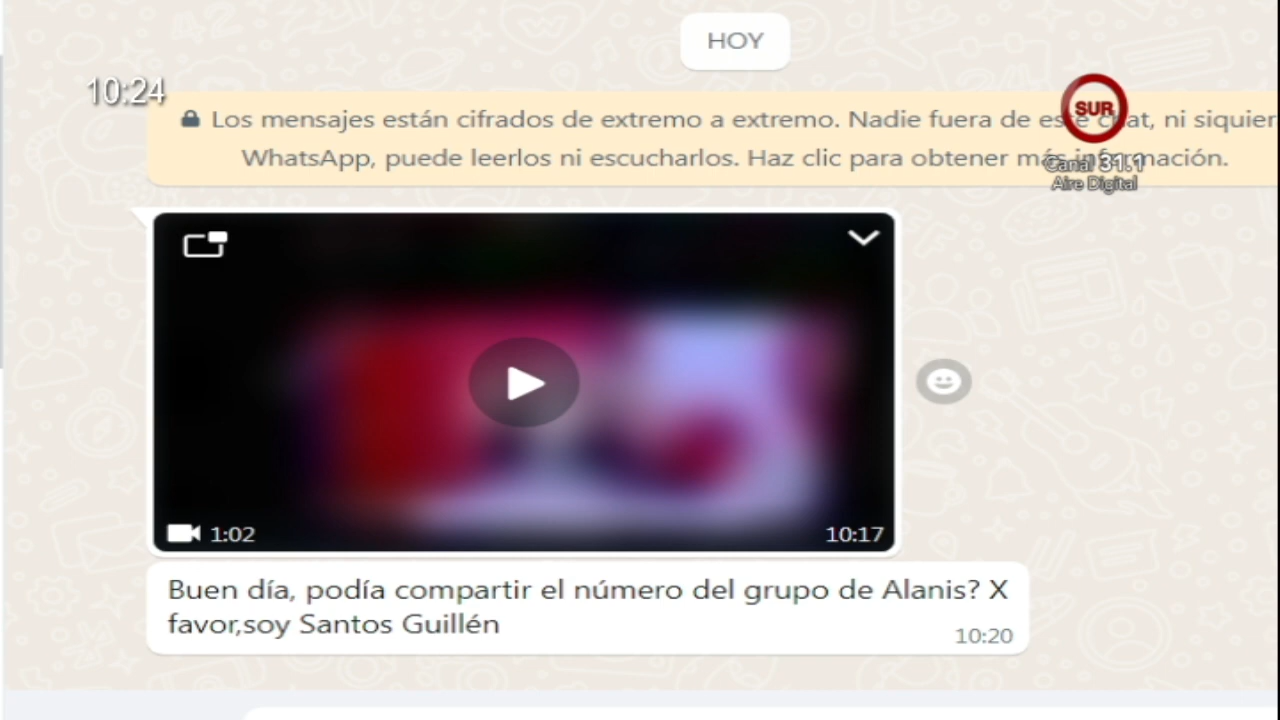 HOY
10:24
Los mensajes están cifrados de extremo a extremo. Nadie fuera de este chat, ni siquier
WhatsApp, puede leerlos ni escucharlos. Haz clic para obtener más información.
SUR
Canal 31.1
Aire Digital
1:02
10:17
Buen día, podía compartir el número del grupo de Alanis? X
favor,soy Santos Guillén
10:20